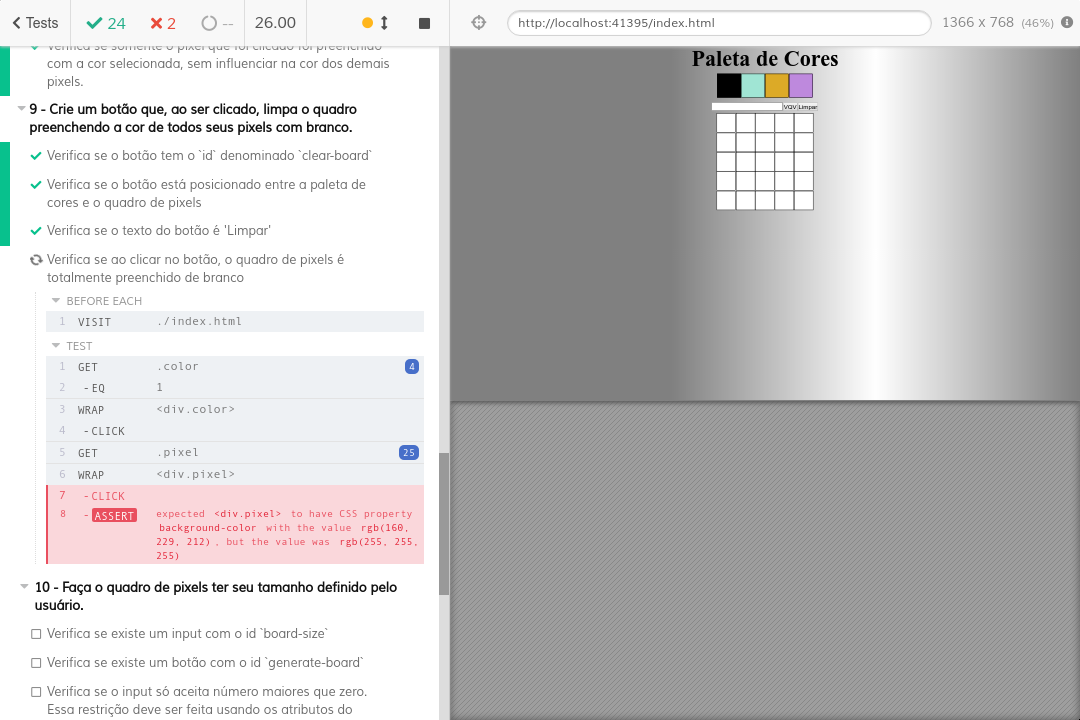 Tests
24
2
--
26.00
http://localhost:41395/index.html
1366 x 768 (46%)
Verifica se somente o pixel que foi clicado foi preenchido
com a cor selecionada, sem influenciar na cor dos demais
pixels.
9 - Crie um botão que, ao ser clicado, limpa o quadro
preenchendo a cor de todos seus pixels com branco.
Verifica se o botão tem o `id` denominado `clear-board`
Verifica se o botão está posicionado entre a paleta de
cores e o quadro de pixels
Verifica se o texto do botão é 'Limpar'
Verifica se ao clicar no botão, o quadro de pixels é
totalmente preenchido de branco
BEFORE EACH
1 VISIT ./index.html
TEST
1 GET .color 4
2 - EQ 1
3 WRAP <div.color>
4 - CLICK
5 GET .pixel 25
6 WRAP <div.pixel>
7 - CLICK
8 - ASSERT expected <div.pixel> to have CSS property
background-color with the value rgb(160,
229, 212) , but the value was rgb(255, 255,
255)
10 - Faça o quadro de pixels ter seu tamanho definido pelo
usuário.
Verifica se existe um input com o id `board-size`
Verifica se existe um botão com o id `generate-board`
Verifica se o input só aceita número maiores que zero.
Essa restrição deve ser feita usando os atributos do
Paleta de Cores
VQV Limpar